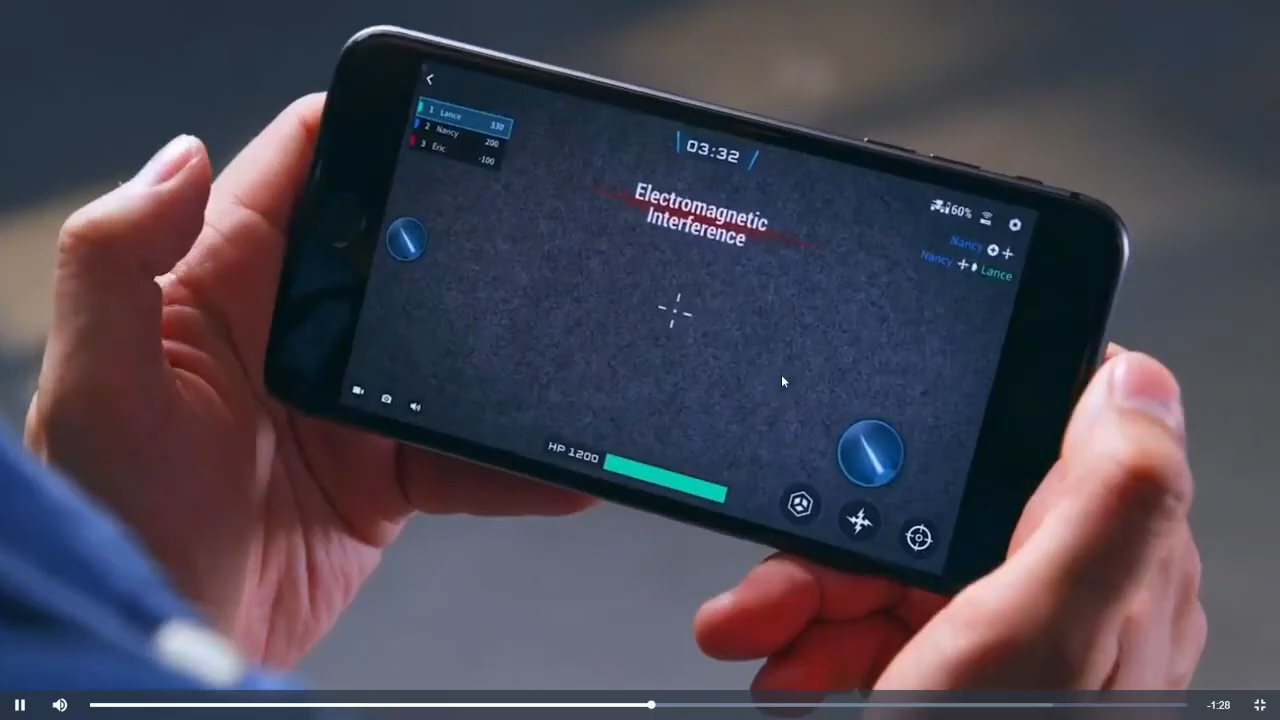 1 Lance 330
2 Nancy 200
3 Eric -100
03:32
Electromagnetic
Interference
60%
Nancy
Nancy Lance
HP 1200
-1:28